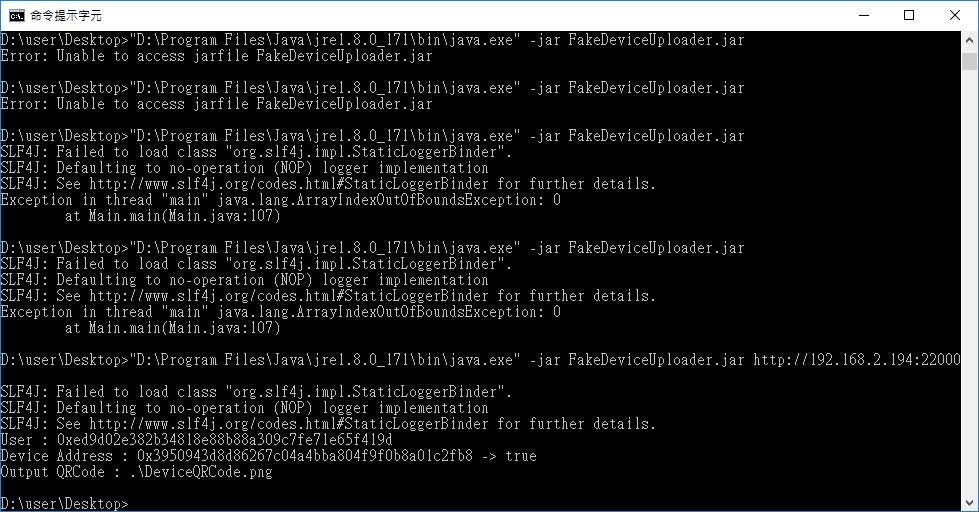 命令提示字元
D:\user\Desktop>"D:\Program Files\Java\jre1.8.0_171\bin\java.exe" -jar FakeDeviceUploader.jar
Error: Unable to access jarfile FakeDeviceUploader.jar
D:\user\Desktop>"D:\Program Files\Java\jre1.8.0_171\bin\java.exe" -jar FakeDeviceUploader.jar
Error: Unable to access jarfile FakeDeviceUploader.jar
D:\user\Desktop>"D:\Program Files\Java\jre1.8.0_171\bin\java.exe" -jar FakeDeviceUploader.jar
SLF4J: Failed to load class "org.slf4j.impl.StaticLoggerBinder".
SLF4J: Defaulting to no-operation (NOP) logger implementation
SLF4J: See http://www.slf4j.org/codes.html#StaticLoggerBinder for further details.
Exception in thread "main" java.lang.ArrayIndexOutOfBoundsException: 0
at Main.main(Main.java:107)
D:\user\Desktop>"D:\Program Files\Java\jre1.8.0_171\bin\java.exe" -jar FakeDeviceUploader.jar
SLF4J: Failed to load class "org.slf4j.impl.StaticLoggerBinder".
SLF4J: Defaulting to no-operation (NOP) logger implementation
SLF4J: See http://www.slf4j.org/codes.html#StaticLoggerBinder for further details.
Exception in thread "main" java.lang.ArrayIndexOutOfBoundsException: 0
at Main.main(Main.java:107)
D:\user\Desktop>"D:\Program Files\Java\jre1.8.0_171\bin\java.exe" -jar FakeDeviceUploader.jar http://192.168.2.194:22000
SLF4J: Failed to load class "org.slf4j.impl.StaticLoggerBinder".
SLF4J: Defaulting to no-operation (NOP) logger implementation
SLF4J: See http://www.slf4j.org/codes.html#StaticLoggerBinder for further details.
User : 0xed9d02e382b34818e88b88a309c7fe71e65f419d
Device Address : 0x3950943d8d86267c04a4bba804f9f0b8a01c2fb8 -> true
Output QRCode : .\DeviceQRCode.png
D:\user\Desktop>